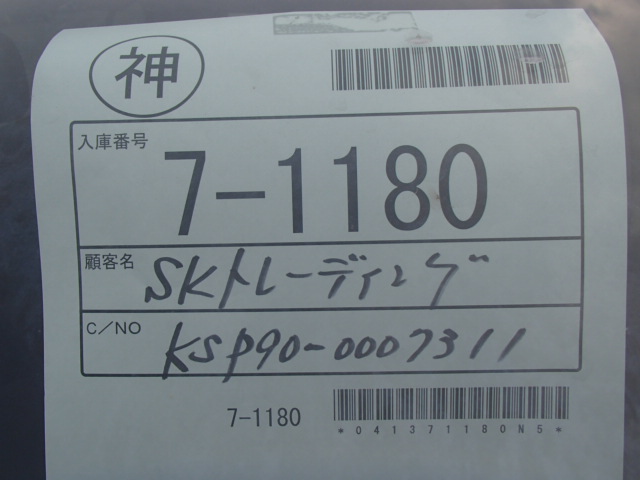 神
入庫番号
7-1180
顧客名 SKトレーディング
C/NO KSP90-0007311
7-1180
*041371180N5*